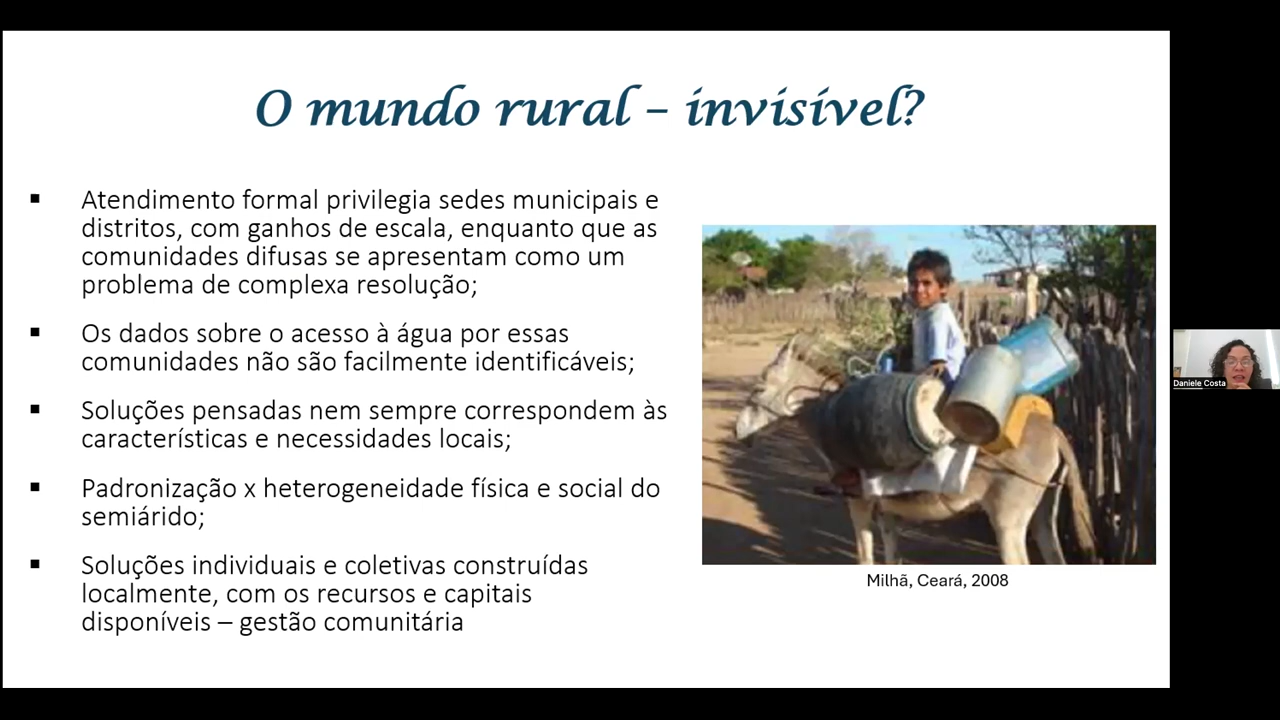 O mundo rural – invisível?
▪ Atendimento formal privilegia sedes municipais e
distritos, com ganhos de escala, enquanto que as
comunidades difusas se apresentam como um
problema de complexa resolução;
▪ Os dados sobre o acesso à água por essas
comunidades não são facilmente identificáveis;
▪ Soluções pensadas nem sempre correspondem às
características e necessidades locais;
▪ Padronização x heterogeneidade física e social do
semiárido;
▪ Soluções individuais e coletivas construídas
localmente, com os recursos e capitais
disponíveis – gestão comunitária
Milhã, Ceará, 2008
Daniele Costa